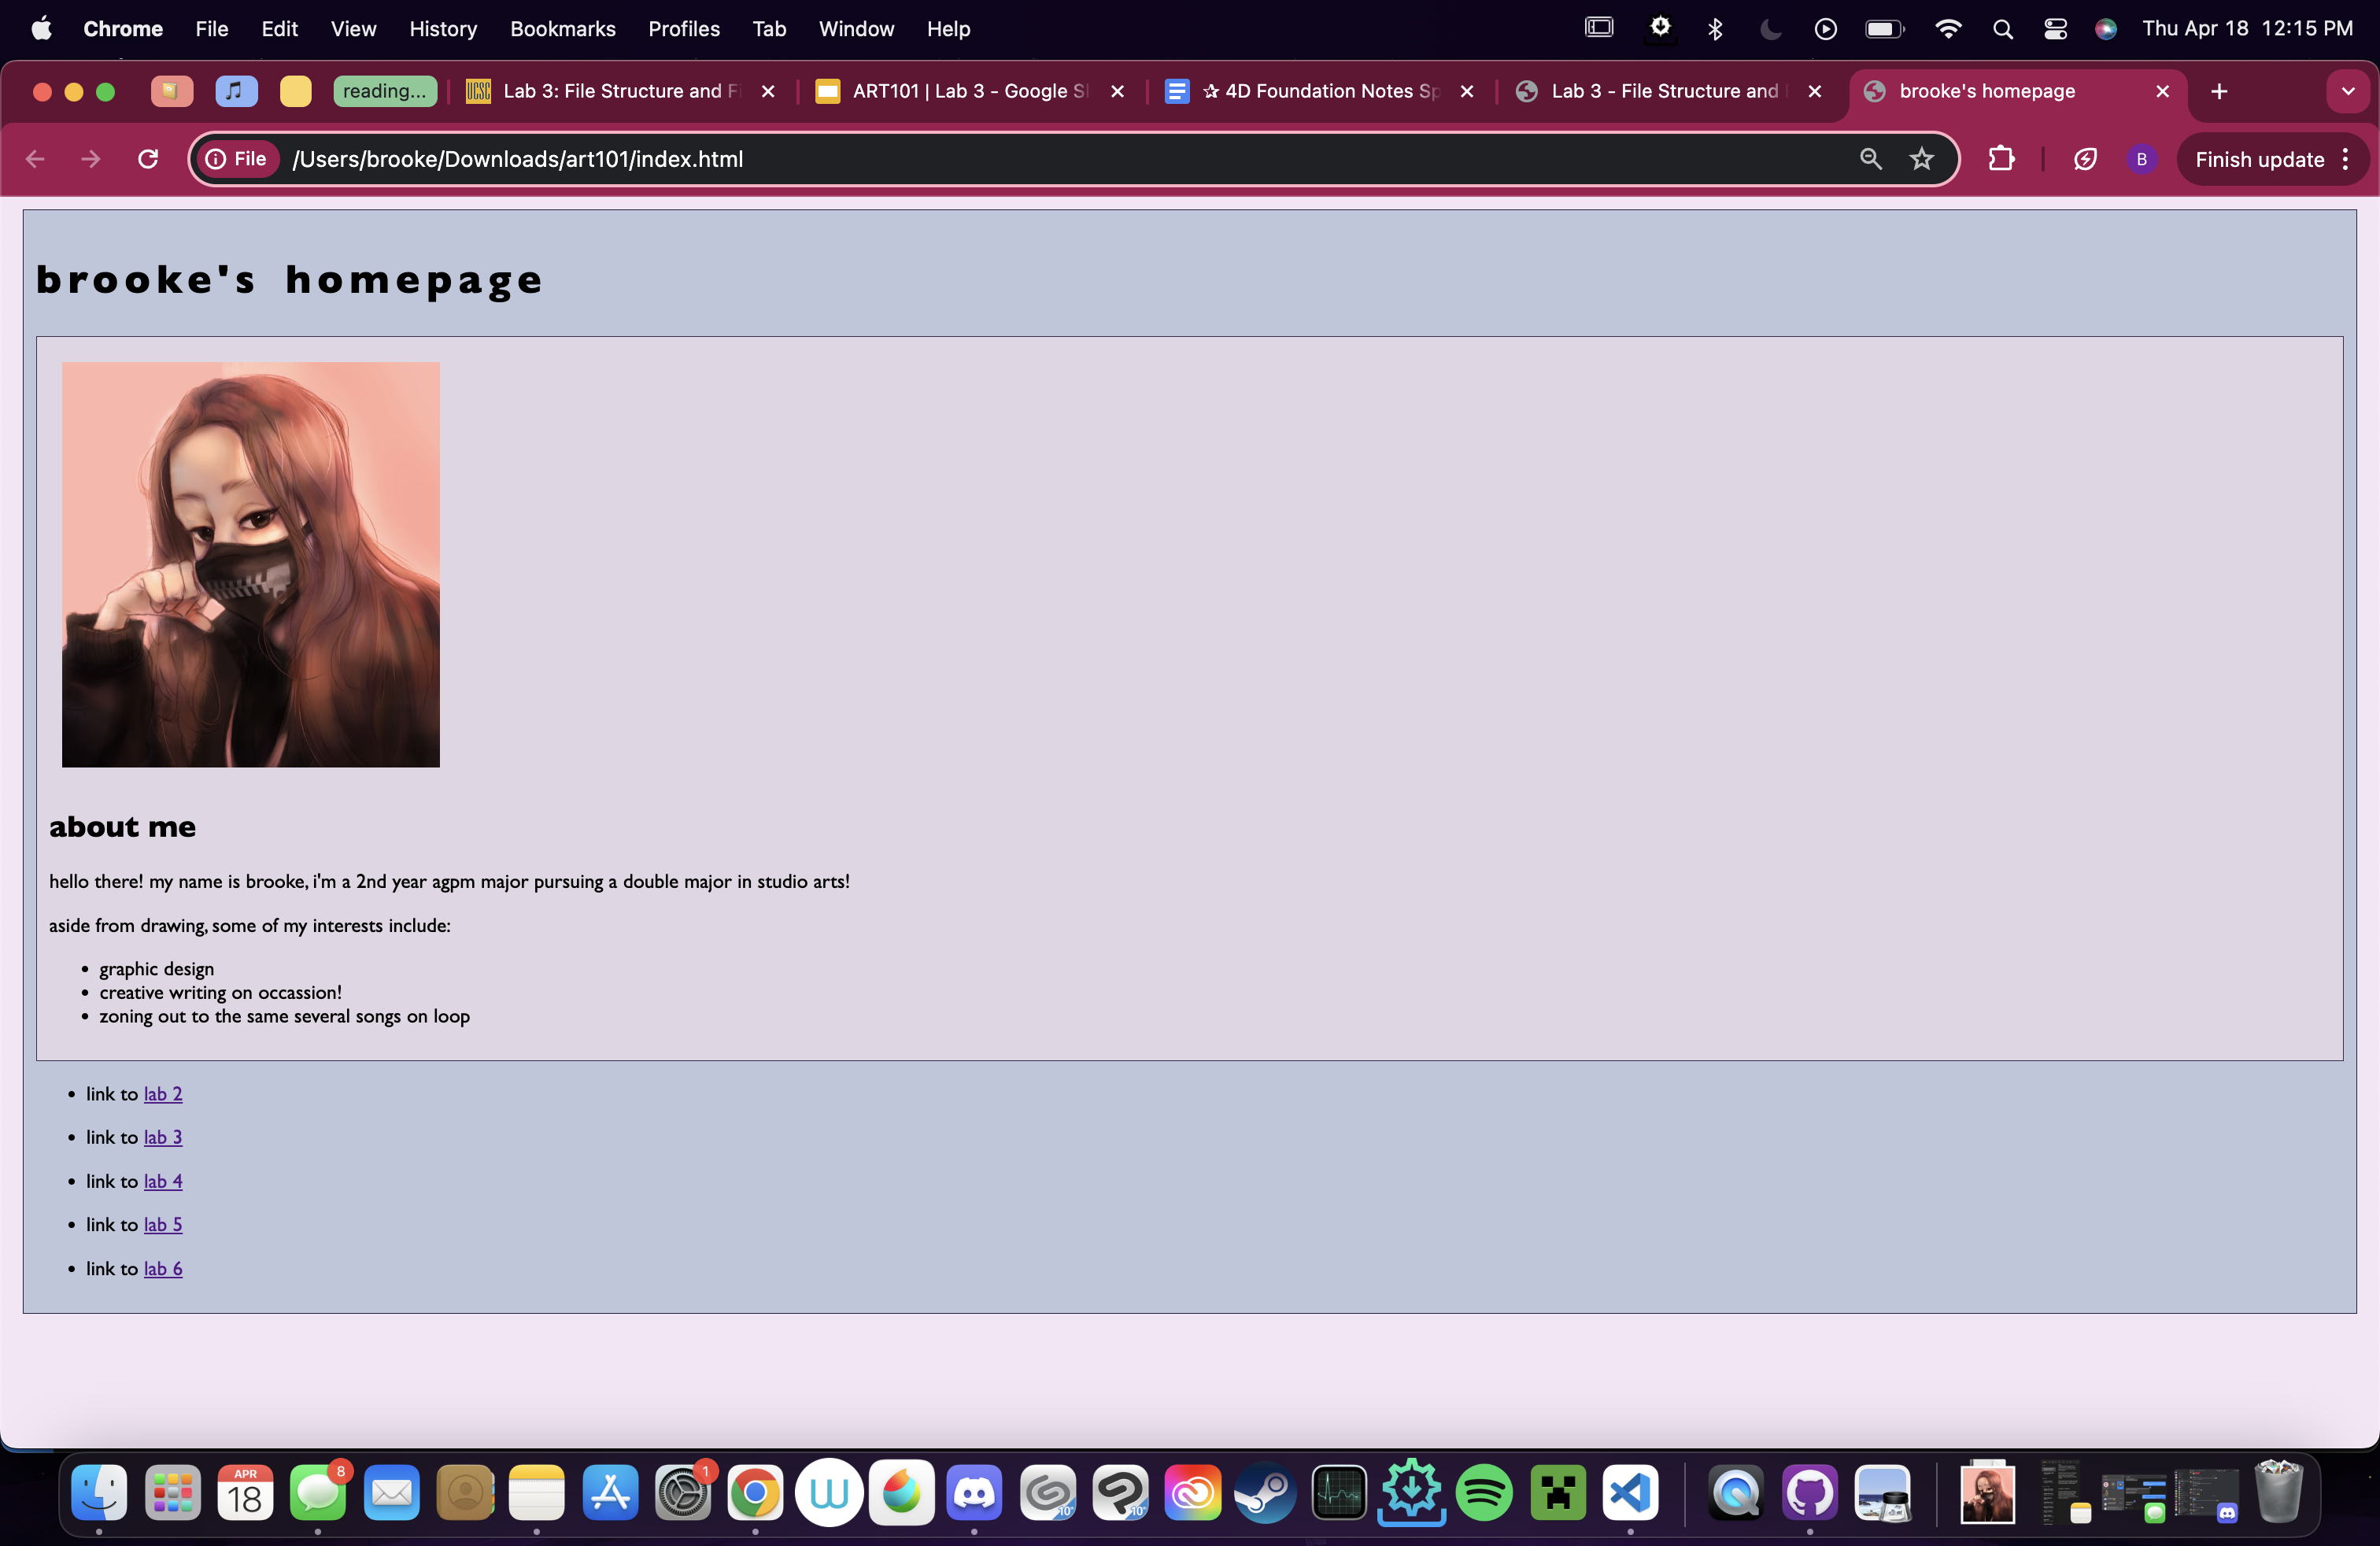 Chrome File Edit View History Bookmarks Profiles Tab Window Help Thu Apr 18 12:15 PM
reading... UCSC Lab 3: File Structure and F ART101 | Lab 3 - Google Sl ☆ 4D Foundation Notes Sp Lab 3 - File Structure and brooke's homepage
File /Users/brooke/Downloads/art101/index.html B Finish update
brooke's homepage
about me
hello there! my name is brooke, i'm a 2nd year agpm major pursuing a double major in studio arts!
aside from drawing, some of my interests include:
• graphic design
• creative writing on occassion!
• zoning out to the same several songs on loop
• link to lab 2
• link to lab 3
• link to lab 4
• link to lab 5
• link to lab 6
APR 8 1
18